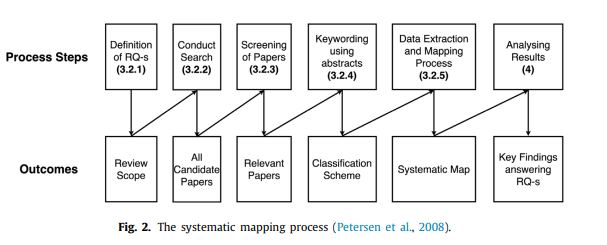 Process Steps
Definition
of RQ-s
(3.2.1)
Conduct
Search
(3.2.2)
Screening
of Papers
(3.2.3)
Keywording
using
abstracts
(3.2.4)
Data Extraction
and Mapping
Process
(3.2.5)
Analysing
Results
(4)
Outcomes
Review
Scope
All
Candidate
Papers
Relevant
Papers
Classification
Scheme
Systematic Map
Key Findings
answering
RQ-s
Fig. 2. The systematic mapping process (Petersen et al., 2008).